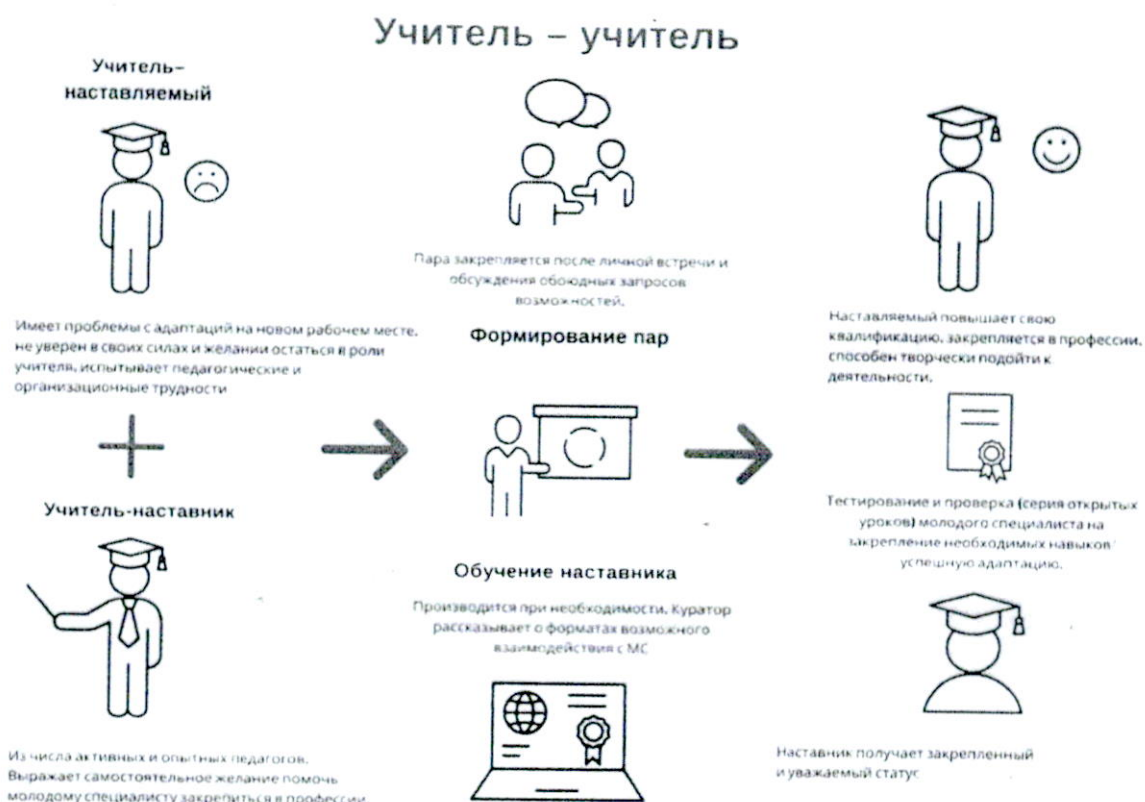 Учитель – учитель
Учитель–
наставляемый
Имеет проблемы с адаптаций на новом рабочем месте,
не уверен в своих силах и желании остаться в роли
учителя, испытывает педагогические и
организационные трудности
Учитель-наставник
Из числа активных и опытных педагогов.
Выражает самостоятельное желание помочь
молодому специалисту закрепиться в профессии
Пара закрепляется после личной встречи и
обсуждения обоюдных запросов
возможностей.
Формирование пар
Обучение наставника
Производится при необходимости. Куратор
рассказывает о форматах возможного
взаимодействия с МС
Наставляемый повышает свою
квалификацию, закрепляется в профессии,
способен творчески подойти к
деятельности.
Тестирование и проверка (серия открытых
уроков) молодого специалиста на
закрепление необходимых навыков
успешную адаптацию.
Наставник получает закрепленный
и уважаемый статус